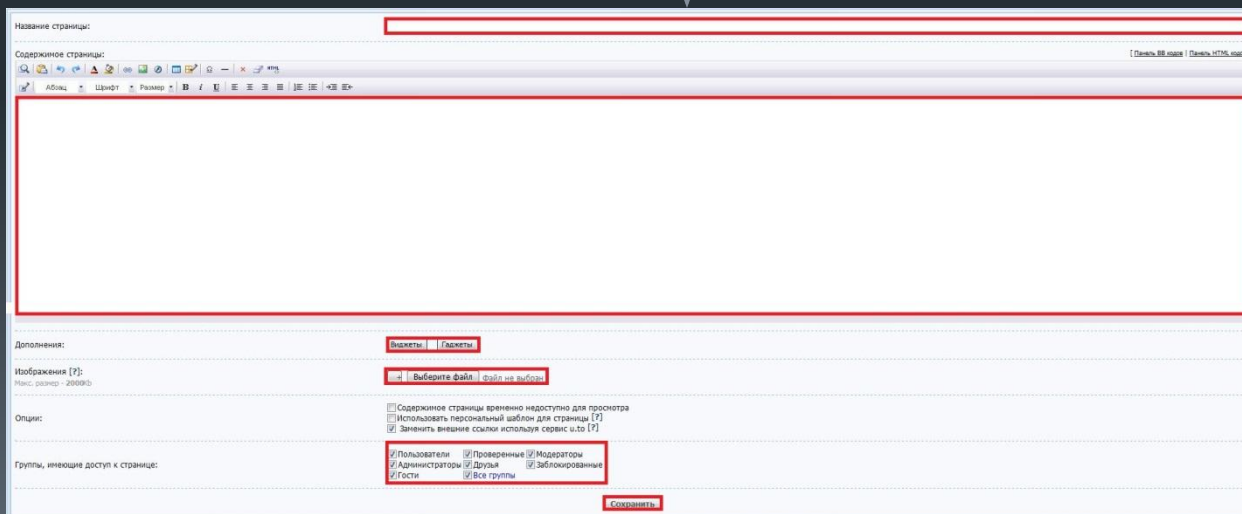 Название страницы:
Содержимое страницы:
[ Панель BB кодов | Панель HTML код
Абзац Шрифт Размер B I U
Дополнения:
Виджеты Гаджеты
Изображения [?]:
Макс. размер - 2000Kb
+ Выберите файл Файл не выбран
Опции:
Содержимое страницы временно недоступно для просмотра
Использовать персональный шаблон для страницы [?]
Заменить внешние ссылки используя сервис u.to [?]
Группы, имеющие доступ к странице:
Пользователи Проверенные Модераторы
Администраторы Друзья Заблокированные
Гости Все группы
Сохранить